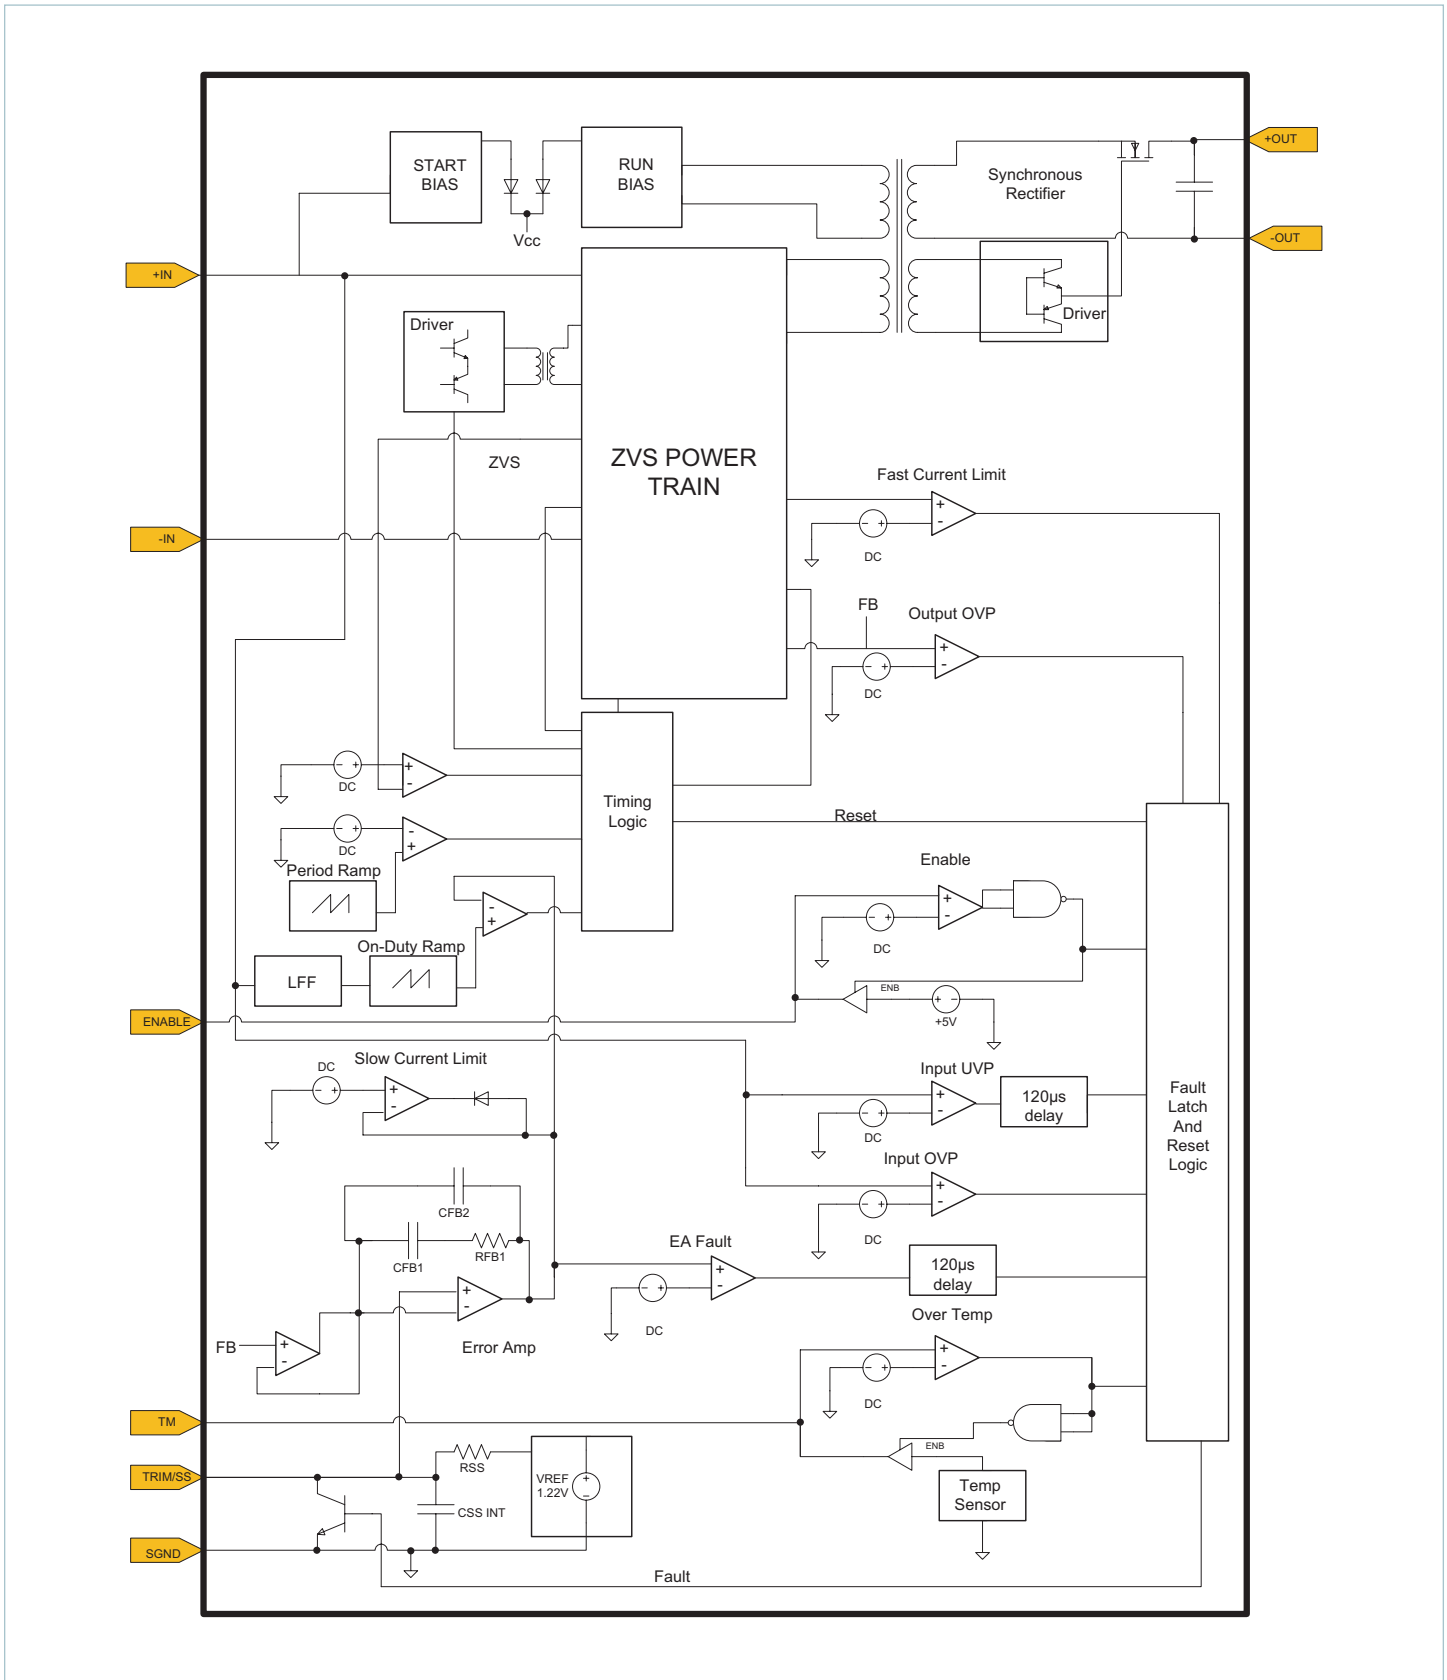 START
BIAS
RUN
BIAS
Vcc
Synchronous
Rectifier
+OUT
-OUT
+IN
Driver
Driver
ZVS
ZVS POWER
TRAIN
Fast Current Limit
+
-
- +
DC
-IN
FB
Output OVP
+
-
- +
DC
- +
DC
+
-
Timing
Logic
- +
DC
-
+
Reset
Period Ramp
Enable
+
-
- +
DC
-
+
On-Duty Ramp
LFF
ENB
+ -
+5V
ENABLE
Slow Current Limit
DC
- +
+
-
Input UVP
+
-
120µs
delay
- +
DC
Fault
Latch
And
Reset
Logic
Input OVP
+
-
- +
DC
CFB2
CFB1
RFB1
EA Fault
+
-
- +
DC
120µs
delay
+
-
Error Amp
FB
+
-
Over Temp
+
-
- +
DC
TM
ENB
Temp
Sensor
TRIM/SS
RSS
VREF
1.22V
+
-
CSS INT
SGND
Fault